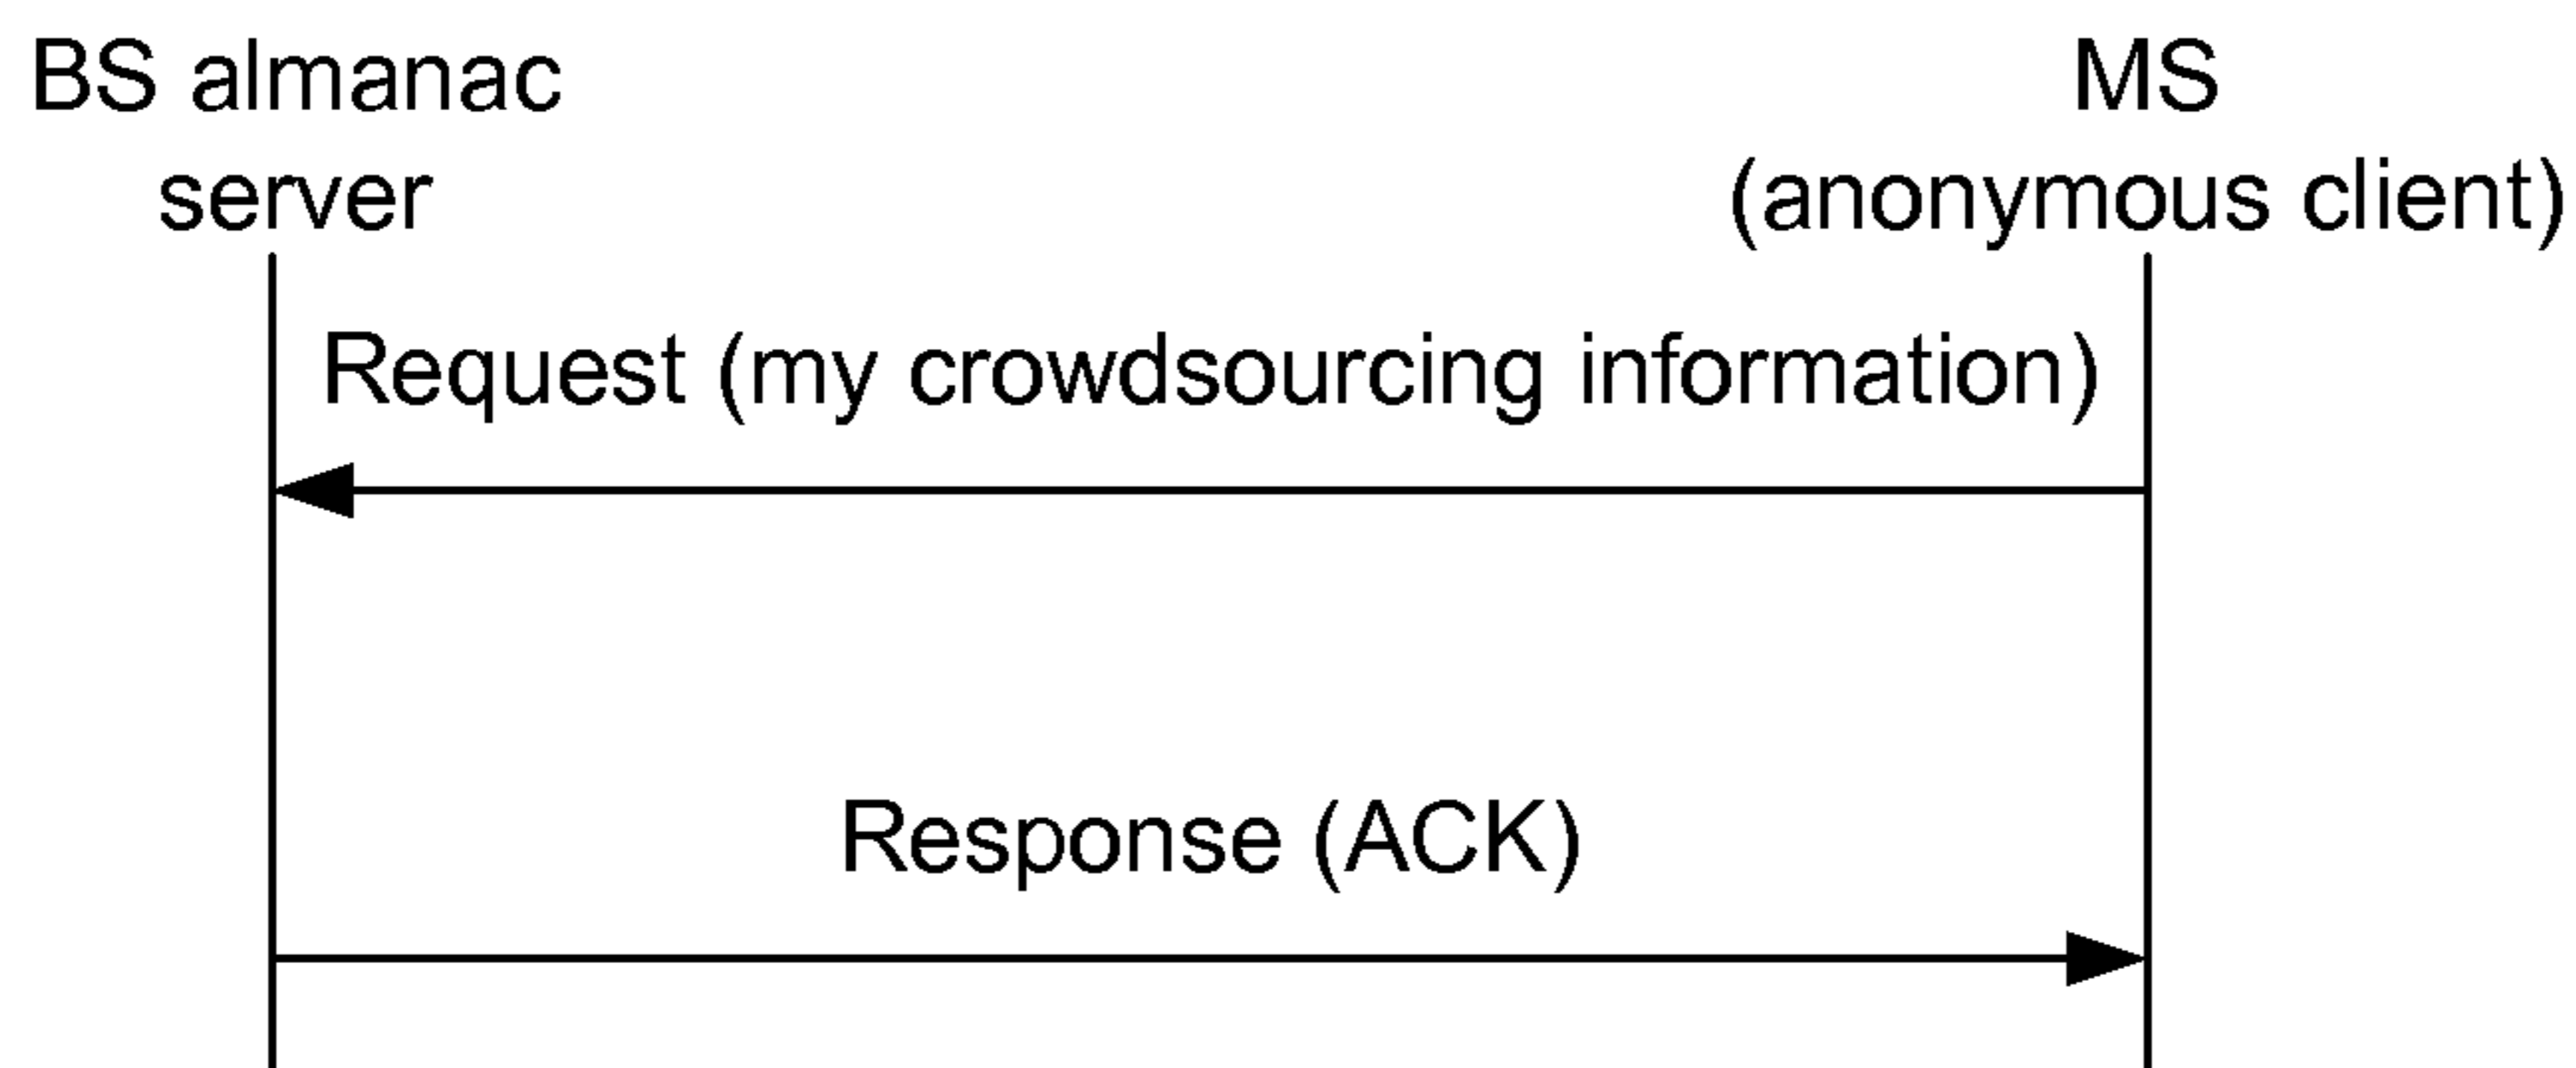 BS almanac
server
MS
(anonymous client)
Request (my crowdsourcing information)
Response (ACK)